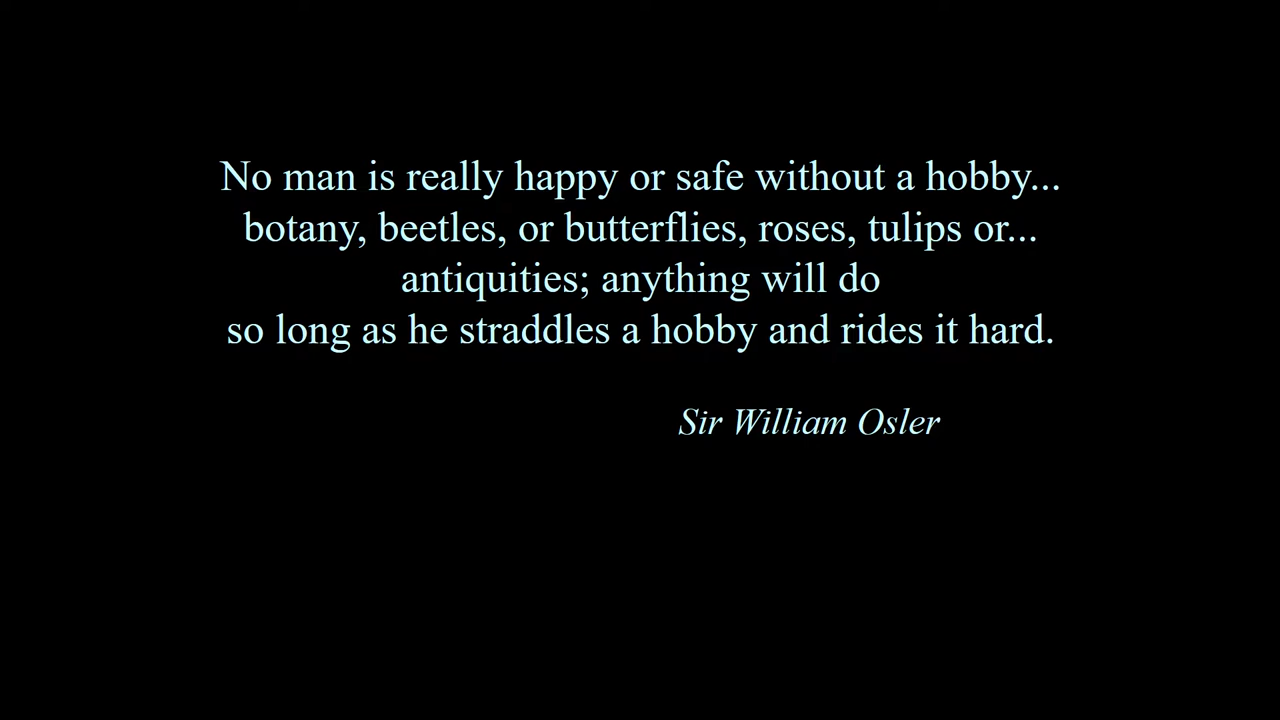 No man is really happy or safe without a hobby...
botany, beetles, or butterflies, roses, tulips or...
antiquities; anything will do
so long as he straddles a hobby and rides it hard.
Sir William Osler